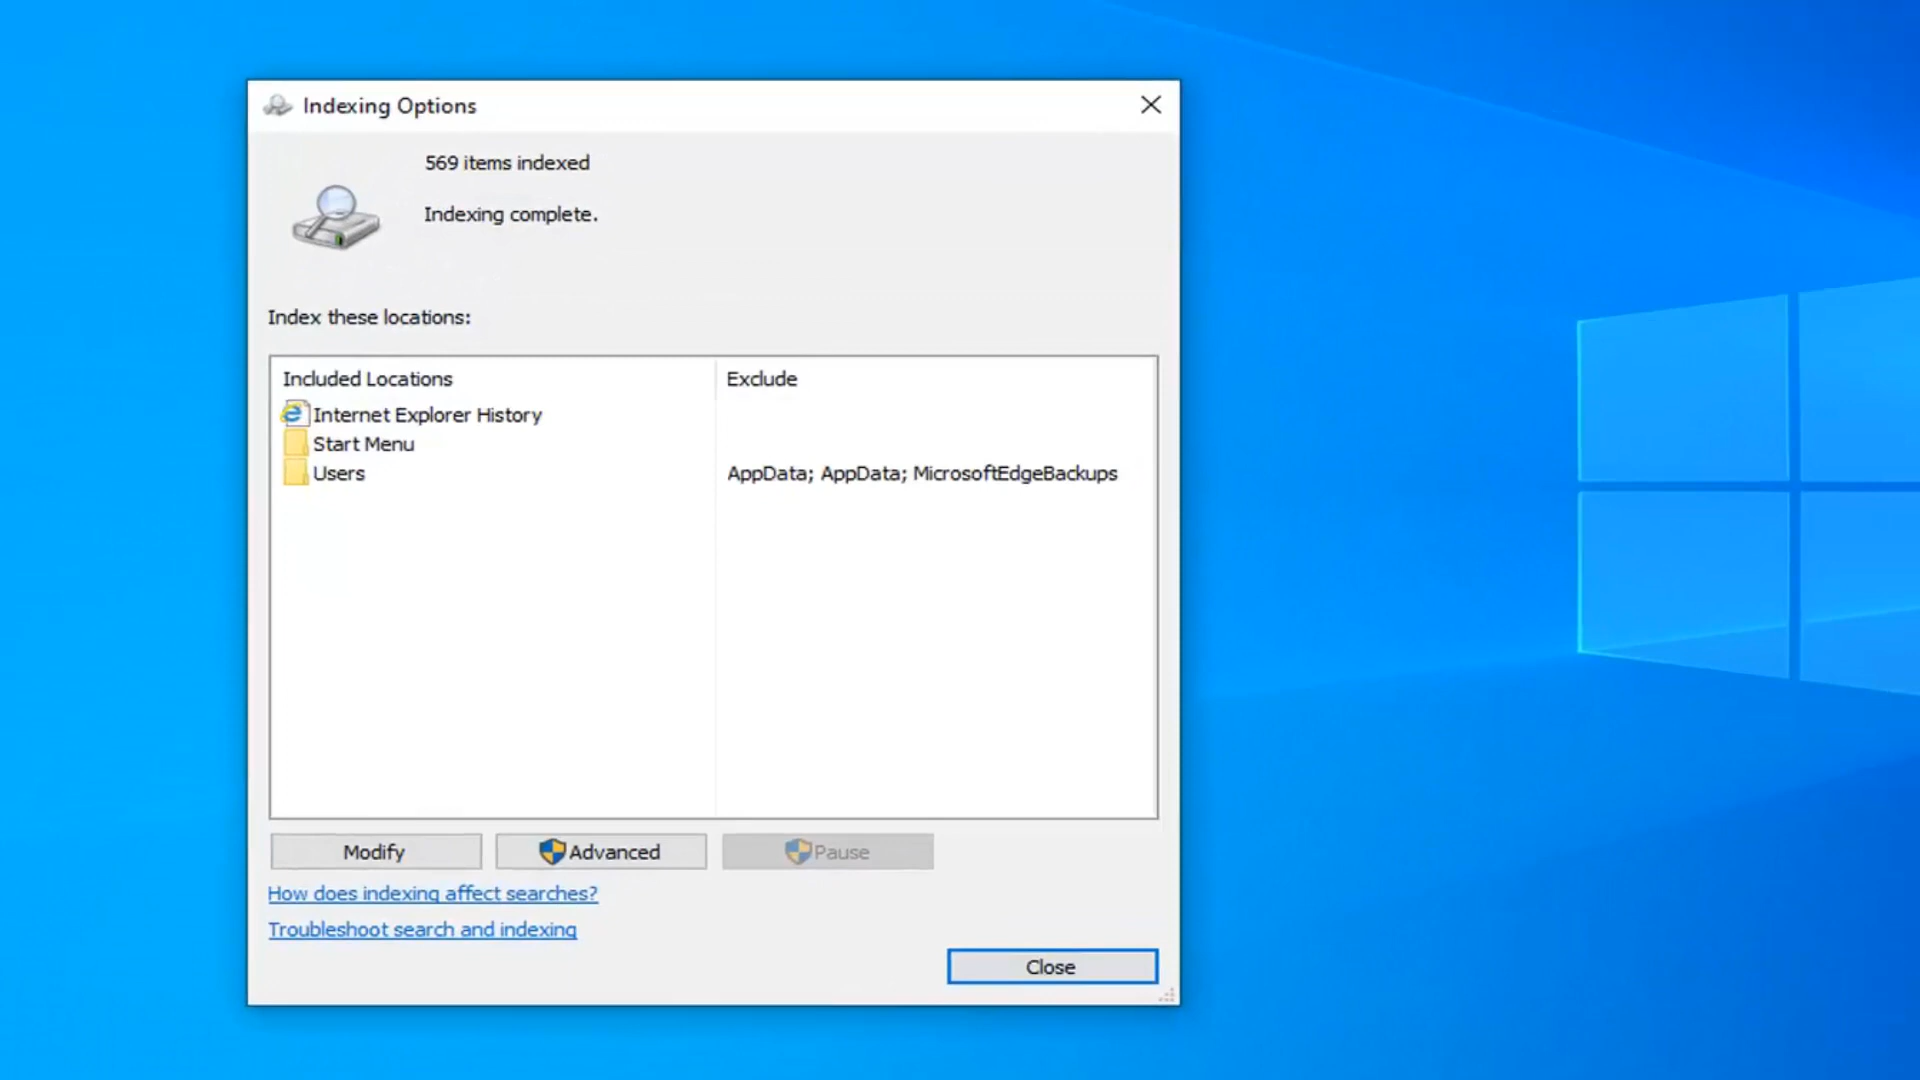 Indexing Options
569 items indexed
Indexing complete.
Index these locations:
Included Locations Exclude
Internet Explorer History
Start Menu
Users AppData; AppData; MicrosoftEdgeBackups
Modify Advanced Pause
How does indexing affect searches?
Troubleshoot search and indexing
Close